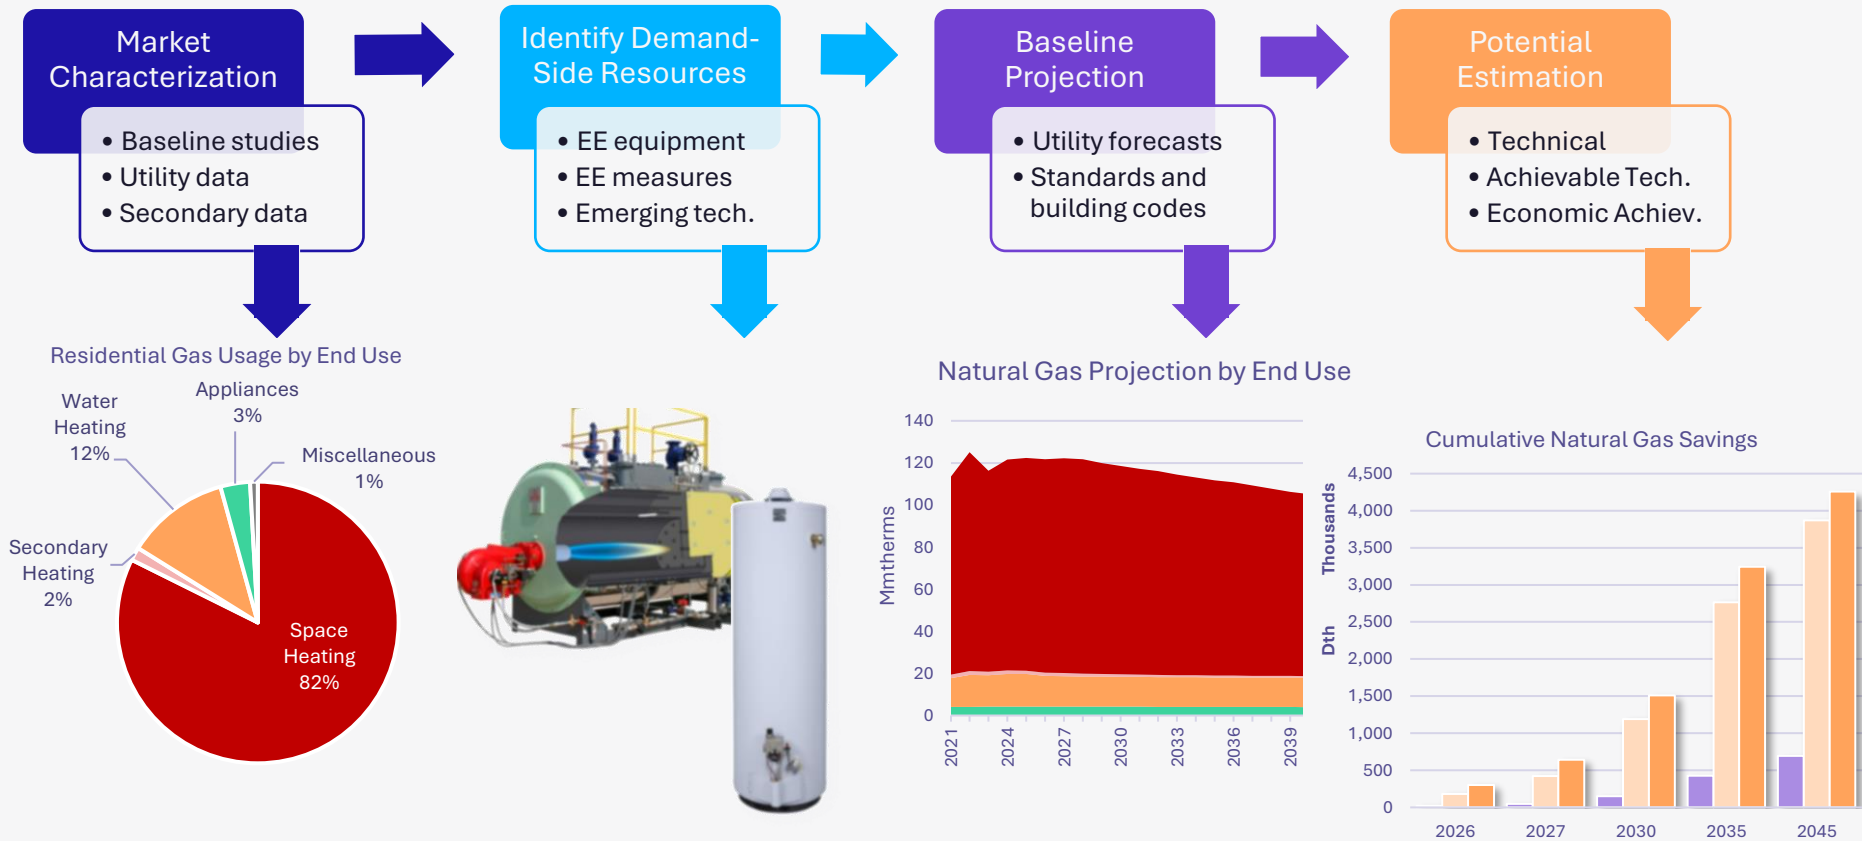 Market
Characterization
• Baseline studies
• Utility data
• Secondary data
Identify Demand-
Side Resources
• EE equipment
• EE measures
• Emerging tech.
Baseline
Projection
• Utility forecasts
• Standards and
building codes
Potential
Estimation
• Technical
• Achievable Tech.
• Economic Achiev.
Residential Gas Usage by End Use
Appliances
3%
Water
Heating
12%
Miscellaneous
1%
Secondary
Heating
2%
Space
Heating
82%
Natural Gas Projection by End Use
Mmtherms
140
120
100
80
60
40
20
0
2021
2024
2027
2030
2033
2036
2039
Cumulative Natural Gas Savings
Dth Thousands
4,500
4,000
3,500
3,000
2,500
2,000
1,500
1,000
500
0
2026
2027
2030
2035
2045